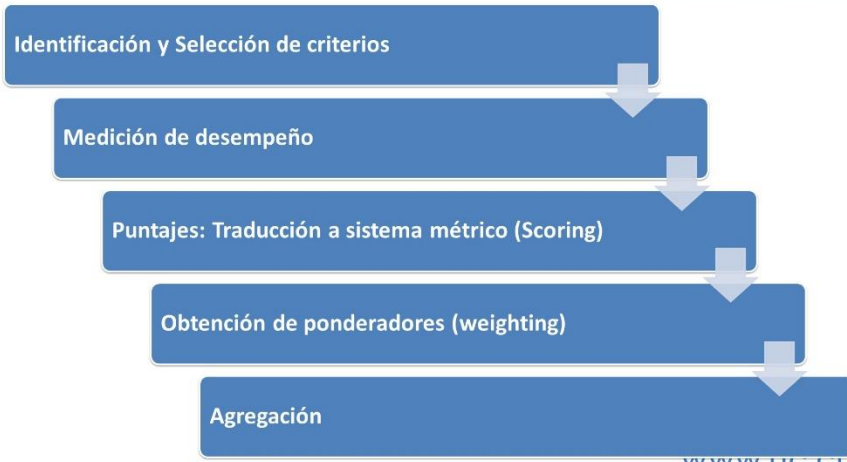 Identificación y Selección de criterios
Medición de desempeño
Puntajes: Traducción a sistema métrico (Scoring)
Obtención de ponderadores (weighting)
Agregación